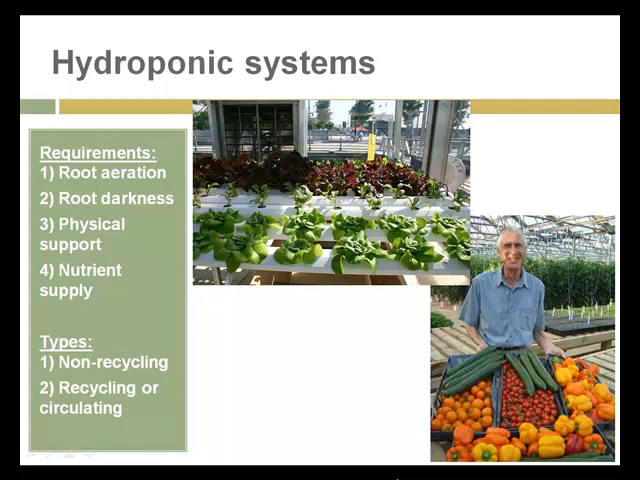 Hydroponic systems
Requirements:
1) Root aeration
2) Root darkness
3) Physical
support
4) Nutrient
supply
Types:
1) Non-recycling
2) Recycling or
circulating